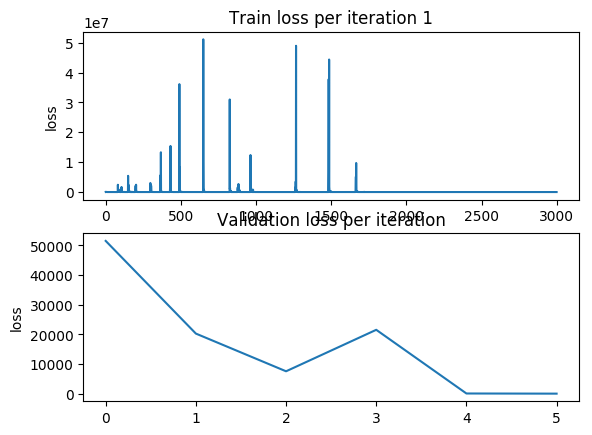 Train loss per iteration 1
1e7
5
4
3
2
1
0
loss
0 500 1000 1500 2000 2500 3000
Validation loss per iteration
50000
40000
30000
20000
10000
0
loss
0 1 2 3 4 5